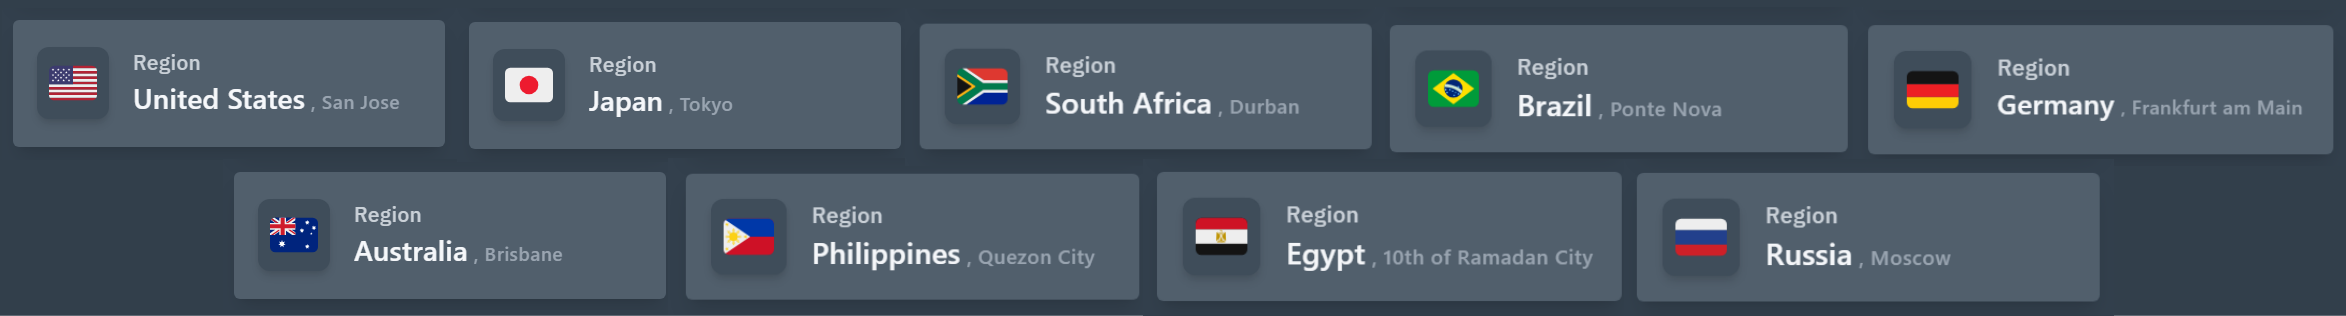 Region
United States , San Jose
Region
Japan , Tokyo
Region
South Africa , Durban
Region
Brazil , Ponte Nova
Region
Germany , Frankfurt am Main
Region
Australia , Brisbane
Region
Philippines , Quezon City
Region
Egypt , 10th of Ramadan City
Region
Russia , Moscow